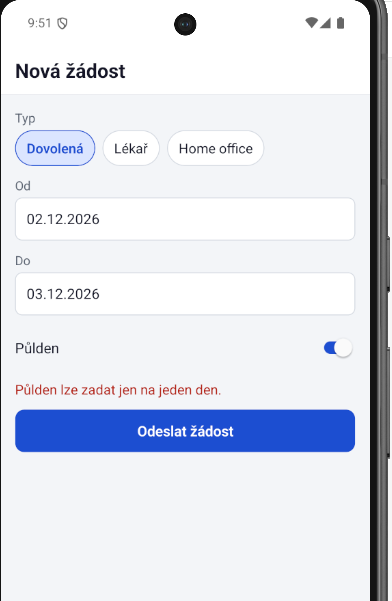 9:51
Nová žádost
Typ
Dovolená Lékař Home office
Od
02.12.2026
Do
03.12.2026
Půlden
Půlden lze zadat jen na jeden den.
Odeslat žádost